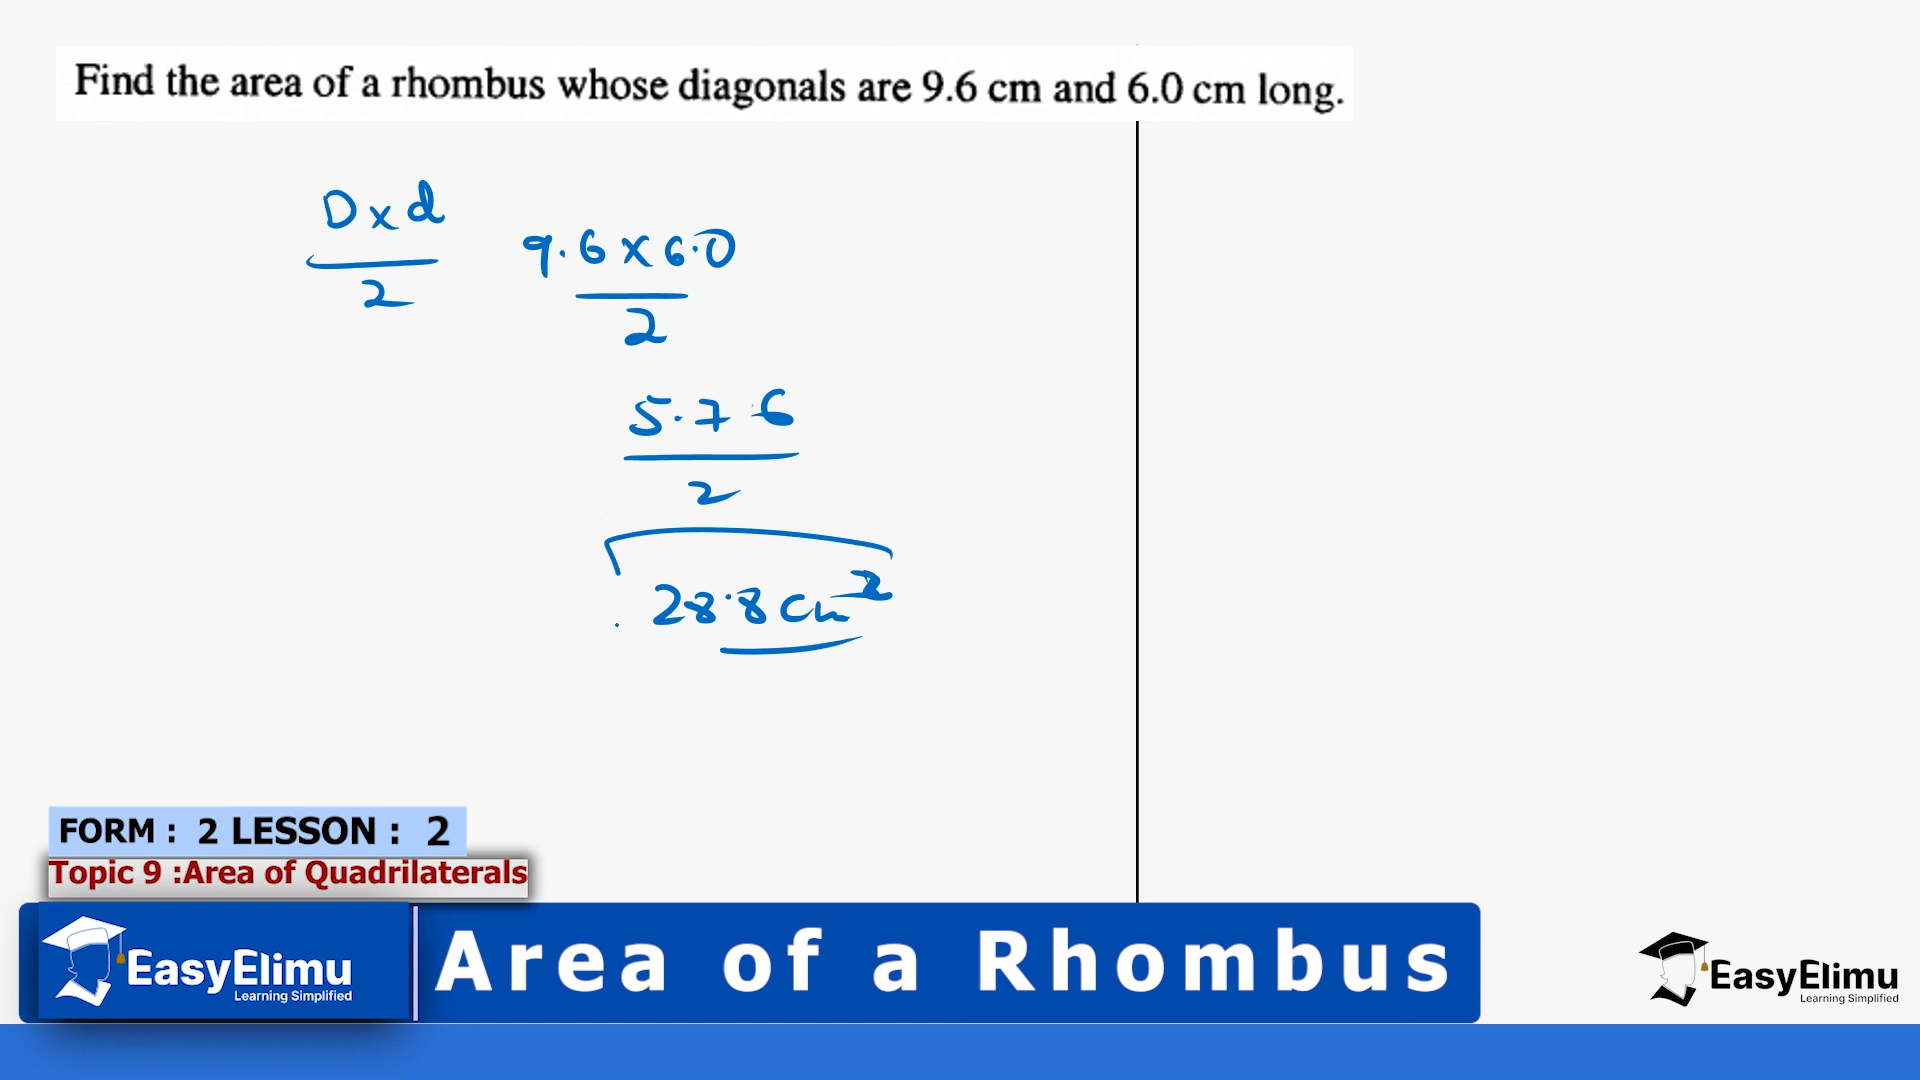 Find the area of a rhombus whose diagonals are 9.6 cm and 6.0 cm long.
D x d
2
9.6 x 6.0
2
5.7 6
2
28.8 cm²
FORM : 2 LESSON : 2
Topic 9 :Area of Quadrilaterals
EasyElimu
Learning Simplified
Area of a Rhombus
EasyElimu
Learning Simplified